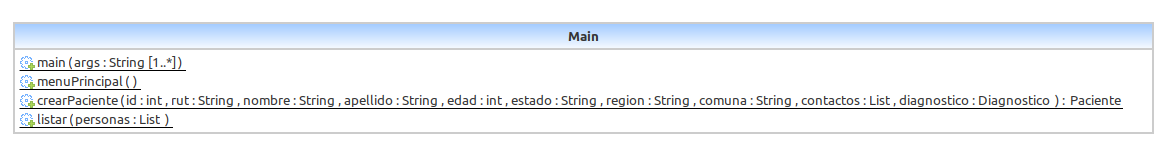 Main
main(args : String [1..*])
menuPrincipal()
crearPaciente(id : int, rut : String, nombre : String, apellido : String, edad : int, estado : String, region : String, comuna : String, contactos : List, diagnostico : Diagnostico ) : Paciente
listar(personas : List )